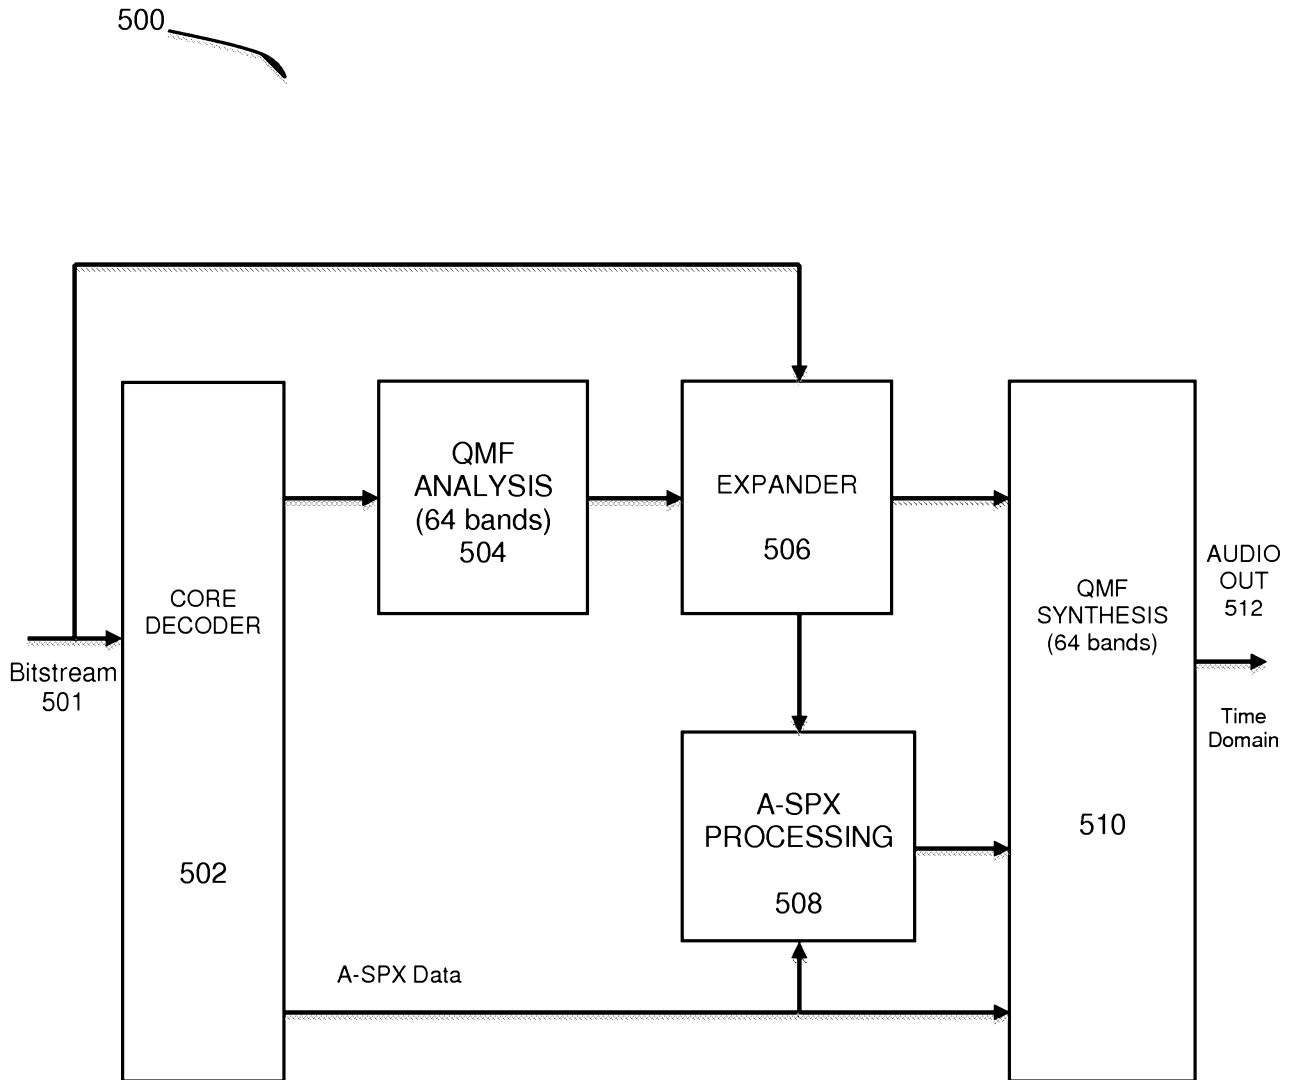 500
QMF
ANALYSIS
(64 bands)
504
EXPANDER
506
CORE
DECODER
502
Bitstream
501
QMF
SYNTHESIS
(64 bands)
510
AUDIO
OUT
512
Time
Domain
A-SPX
PROCESSING
508
A-SPX Data